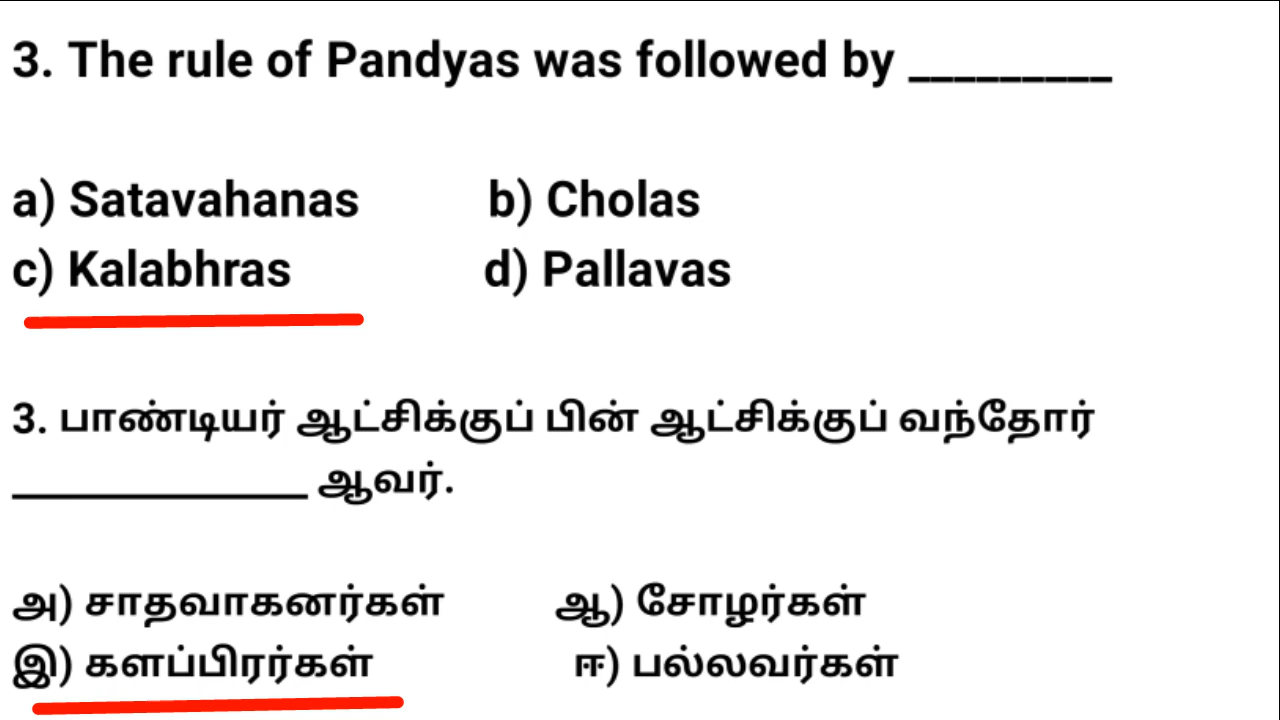 3. The rule of Pandyas was followed by _________
a) Satavahanas b) Cholas
c) Kalabhras d) Pallavas
3. பாண்டியர் ஆட்சிக்குப் பின் ஆட்சிக்குப் வந்தோர்
_____________ ஆவர்.
அ) சாதவாகனர்கள் ஆ) சோழர்கள்
இ) களப்பிரர்கள் ஈ) பல்லவர்கள்